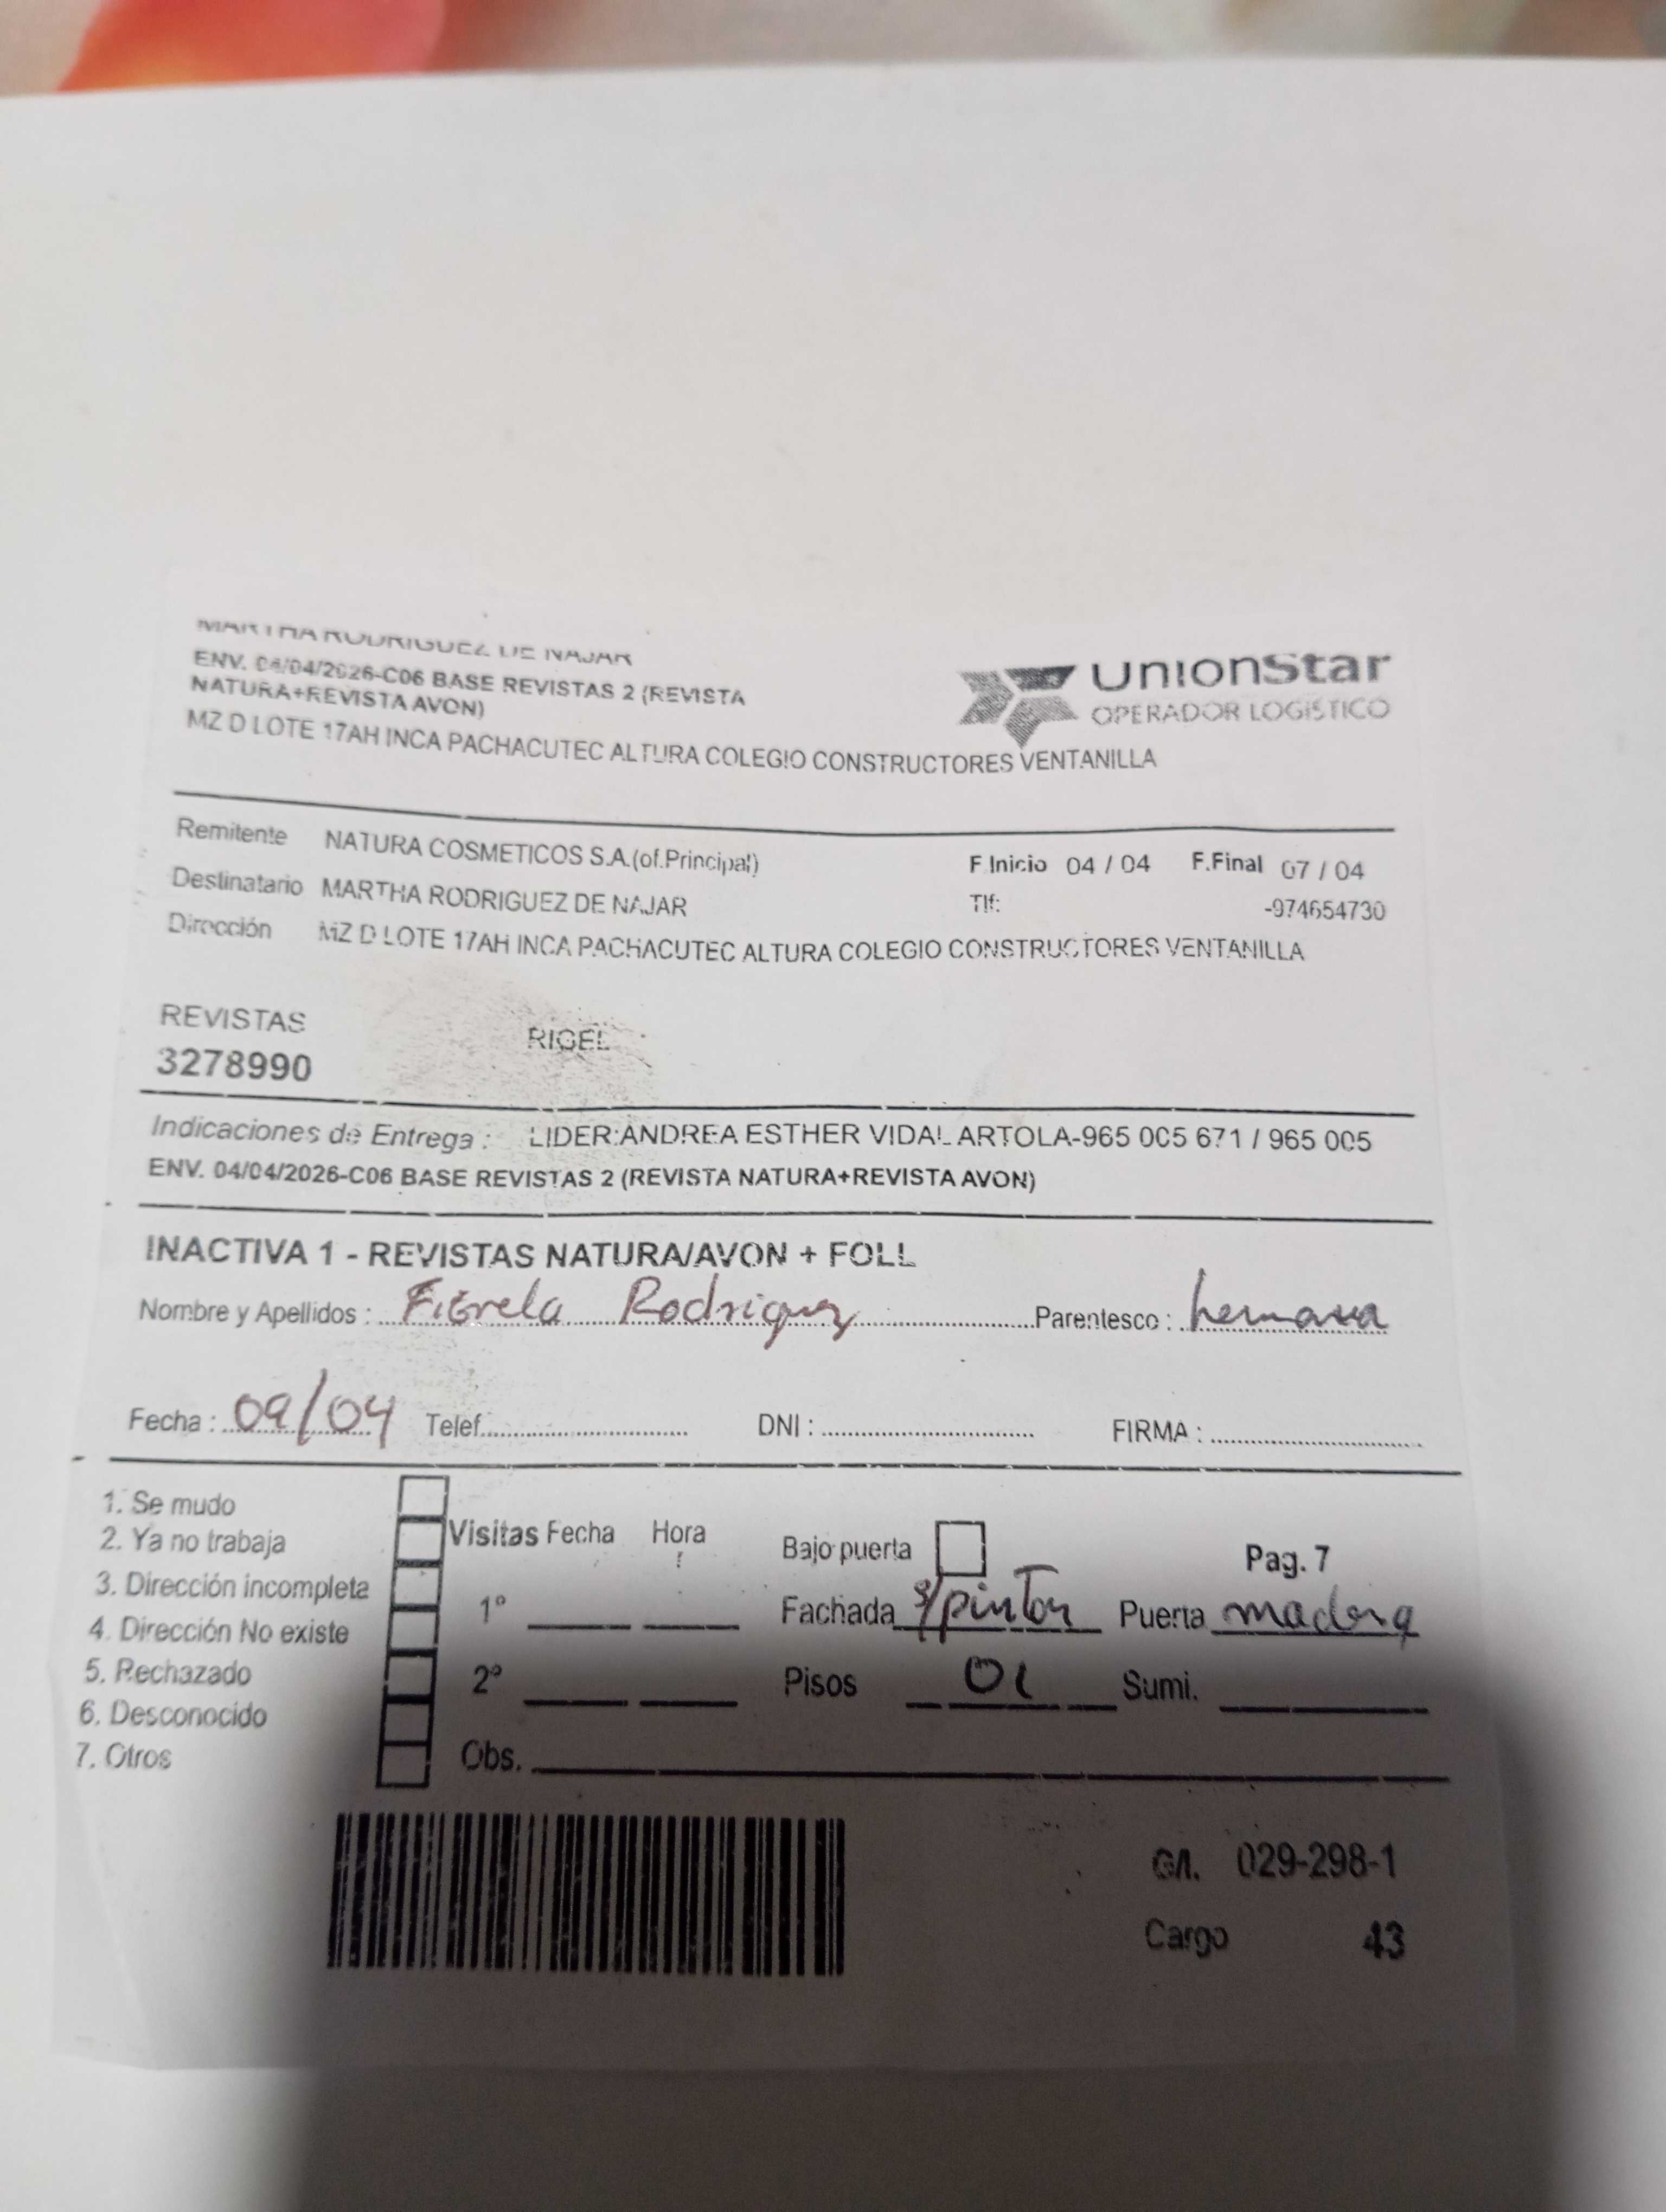 MARTHA RODRIGUEZ DE NAJAR
ENV. 04/04/2026-C06 BASE REVISTAS 2 (REVISTA
NATURA+REVISTA AVON)
MZ D LOTE 17AH INCA PACHACUTEC ALTURA COLEGIO CONSTRUCTORES VENTANILLA
UnionStar
OPERADOR LOGISTICO
Remitente NATURA COSMETICOS S.A.(of.Principal) F.Inicio 04 / 04 F.Final 07 / 04
Destinatario MARTHA RODRIGUEZ DE NAJAR Tlf: -974654730
Dirección MZ D LOTE 17AH INCA PACHACUTEC ALTURA COLEGIO CONSTRUCTORES VENTANILLA
REVISTAS RIGEL
3278990
Indicaciones de Entrega : LIDER:ANDREA ESTHER VIDAL ARTOLA-965 005 671 / 965 005
ENV. 04/04/2026-C06 BASE REVISTAS 2 (REVISTA NATURA+REVISTA AVON)
INACTIVA 1 - REVISTAS NATURA/AVON + FOLL
Nombre y Apellidos : Fiorela Rodriguez Parentesco : hermana
Fecha : 09/04 Telef. DNI : FIRMA :
1. Se mudo
2. Ya no trabaja
3. Dirección incompleta
4. Dirección No existe
5. Rechazado
6. Desconocido
7. Otros
Visitas Fecha Hora Bajo puerta Pag. 7
1° Fachada s/pintar Puerta madera
2° Pisos 01 Sumi.
Obs.
G/I. 029-298-1
Cargo 43